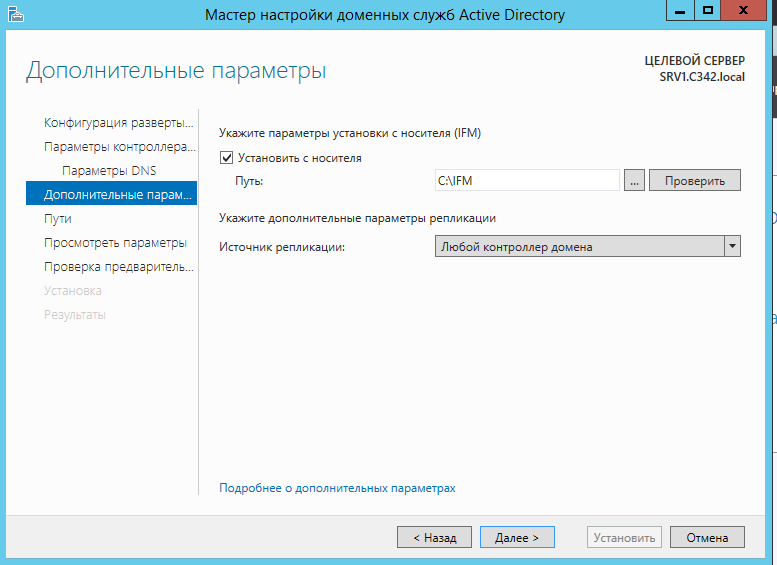 Мастер настройки доменных служб Active Directory
Дополнительные параметры
ЦЕЛЕВОЙ СЕРВЕР
SRV1.C342.local
Конфигурация разверты...
Параметры контроллера...
Параметры DNS
Дополнительные парам...
Пути
Просмотреть параметры
Проверка предваритель...
Установка
Результаты
Укажите параметры установки с носителя (IFM)
Установить с носителя
Путь:
C:\IFM
...
Проверить
Укажите дополнительные параметры репликации
Источник репликации:
Любой контроллер домена
Подробнее о дополнительных параметрах
< Назад
Далее >
Установить
Отмена